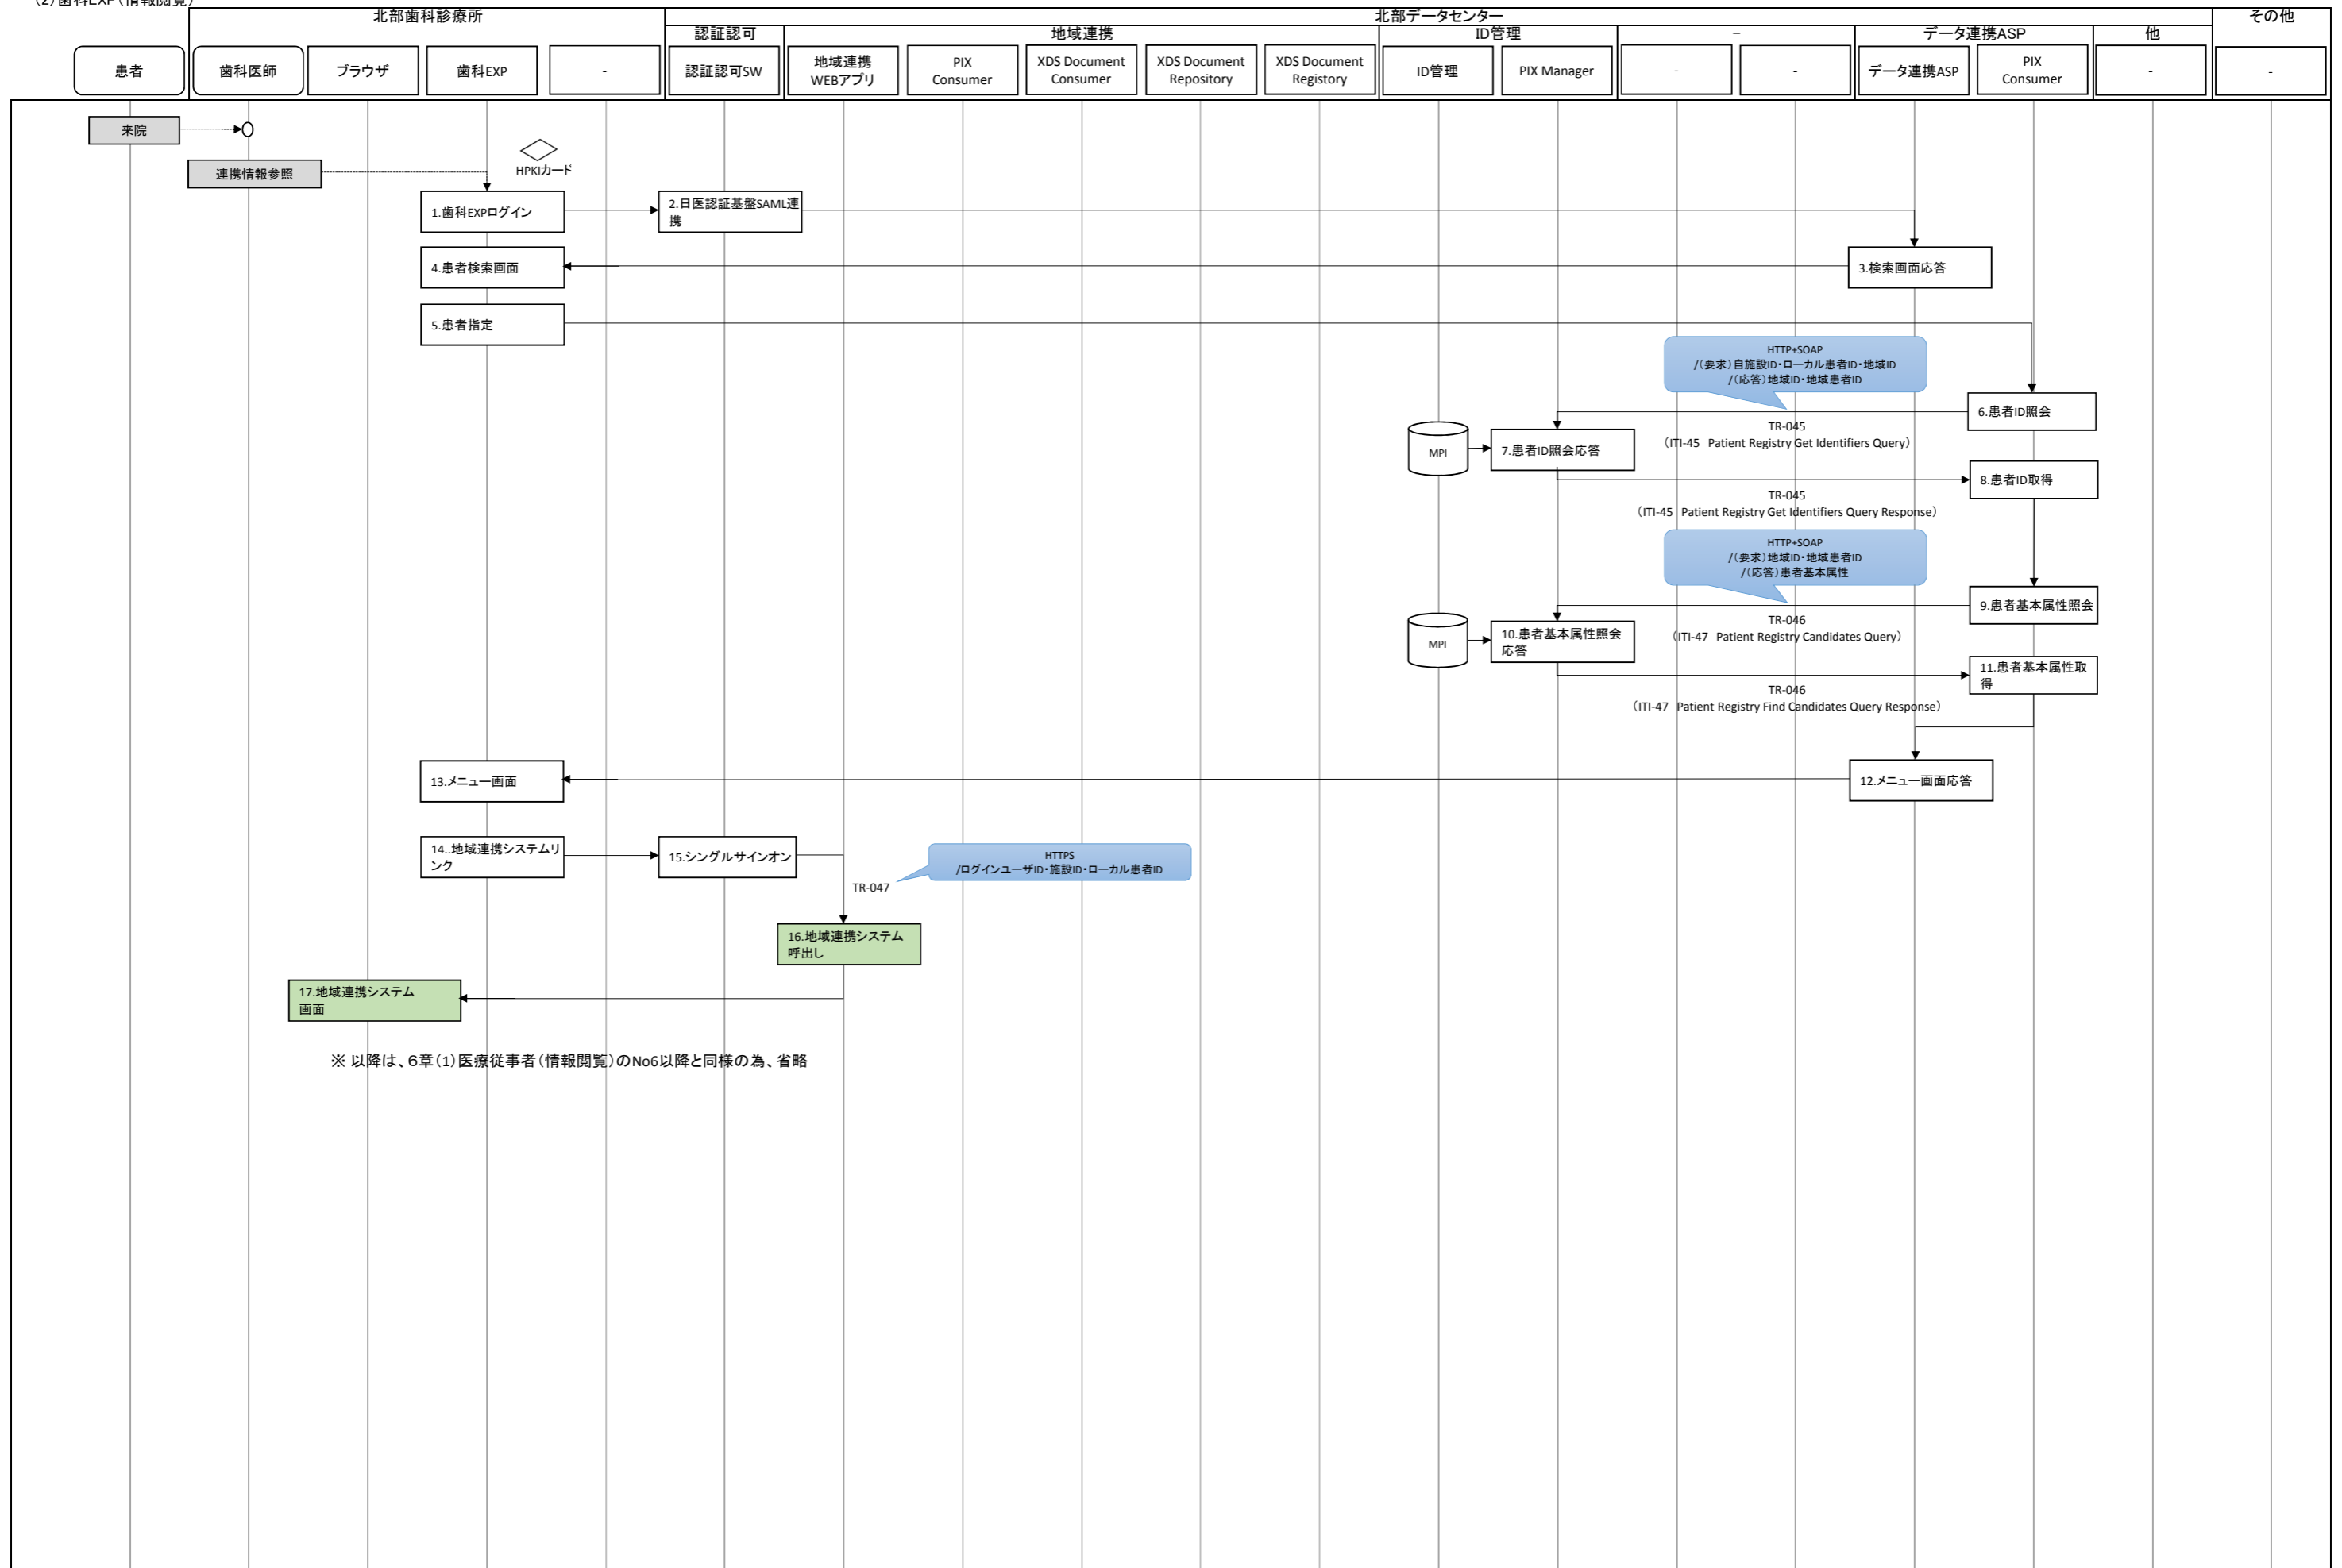 (2)歯科EXP(情報閲覧)
北部歯科診療所
北部データセンター
その他
認証認可
地域連携
ID管理
-
データ連携ASP
他
患者
歯科医師
ブラウザ
歯科EXP
-
認証認可SW
地域連携
WEBアプリ
PIX
Consumer
XDS Document
Consumer
XDS Document
Repository
XDS Document
Registory
ID管理
PIX Manager
-
-
データ連携ASP
PIX
Consumer
-
-
来院
連携情報参照
HPKIカード
1.歯科EXPログイン
2.日医認証基盤SAML連
携
3.検索画面応答
4.患者検索画面
5.患者指定
HTTP+SOAP
/(要求)自施設ID・ローカル患者ID・地域ID
/(応答)地域ID・地域患者ID
6.患者ID照会
TR-045
(ITI-45 Patient Registry Get Identifiers Query)
MPI
7.患者ID照会応答
8.患者ID取得
TR-045
(ITI-45 Patient Registry Get Identifiers Query Response)
HTTP+SOAP
/(要求)地域ID・地域患者ID
/(応答)患者基本属性
9.患者基本属性照会
TR-046
(ITI-47 Patient Registry Candidates Query)
MPI
10.患者基本属性照会
応答
11.患者基本属性取
得
TR-046
(ITI-47 Patient Registry Find Candidates Query Response)
12.メニュー画面応答
13.メニュー画面
14..地域連携システムリ
ンク
15.シングルサインオン
HTTPS
/ログインユーザID・施設ID・ローカル患者ID
TR-047
16.地域連携システム
呼出し
17.地域連携システム
画面
※ 以降は、6章(1)医療従事者(情報閲覧)のNo6以降と同様の為、省略